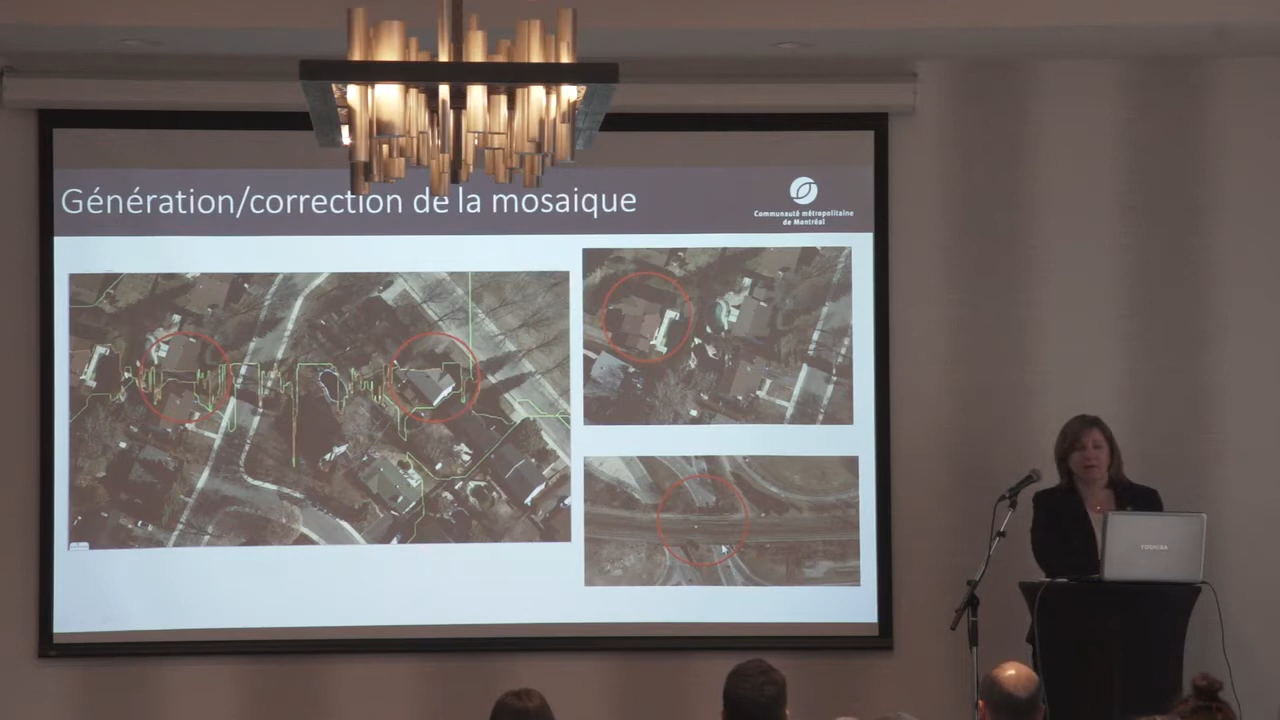 Génération/correction de la mosaique
Communauté métropolitaine
de Montréal
TOSHIBA